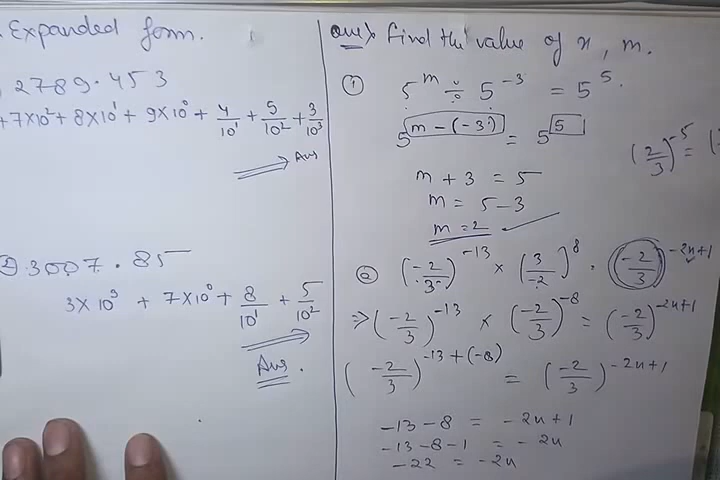 Expanded form.
2789.453
+7×10² + 8×10¹ + 9×10⁰ + 4/10¹ + 5/10² + 3/10³
Ans
2) 3007.85
3×10³ + 7×10⁰ + 8/10¹ + 5/10²
Ans.
Ques) find the value of x, m.
① 5^m ÷ 5^-3 = 5^5.
5^m-(-3) = 5^5
m + 3 = 5
m = 5-3
m = 2
② (-2/3)^-13 × (3/-2)^8 . (-2/3)^-2x+1
⇒ (-2/3)^-13 × (-2/3)^-8 = (-2/3)^-2x+1
(-2/3)^-13+(-8) = (-2/3)^-2x+1
-13-8 = -2x+1
-13-8-1 = -2x
-22 = -2x
(2/3)^-5 = (